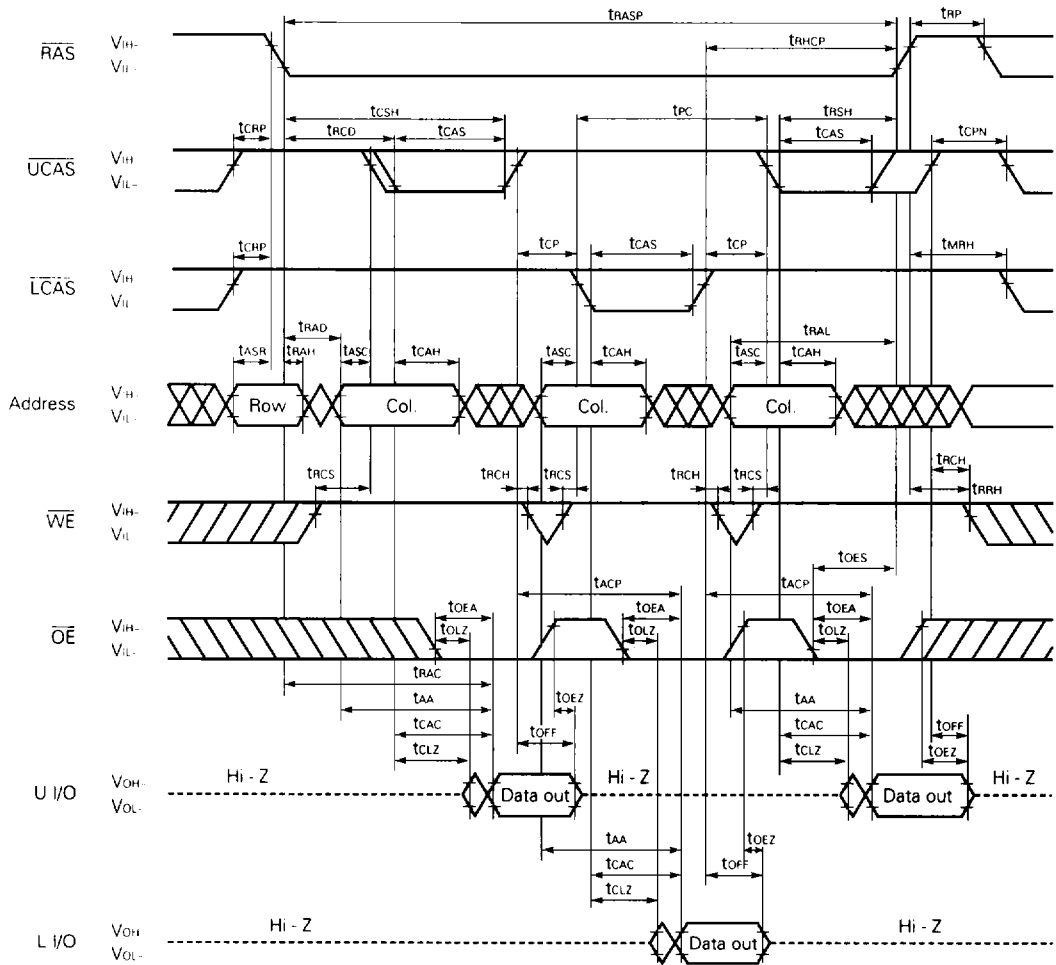 tRASP
tRP
RAS VIH- VIL-
tRHCP
tCSH
tPC
tRSH
tCRP tRCD tCAS tCAS tCPN
UCAS VIH VIL-
tCRP tCP tCAS tCP tMRH
LCAS VIH VIL
tRAD tRAL
tASR tRAH tASC tCAH tASC tCAH tASC tCAH
Address VIH- VIL- Row Col. Col. Col.
tRCS tRCH tRCS tRCH tRCS tRCH
tRRH
WE VIH- VIL
tOES
tACP tACP
tOEA tOEA tOEA
OE VIH- VIL- tOLZ tOLZ tOLZ
tRAC
tAA tOEZ tAA
tCAC tOFF tCAC tOFF
tCLZ tCLZ tOEZ
Hi - Z Hi - Z Hi - Z
U I/O VOH- VOL- Data out Data out
tAA tOEZ
tCAC tOFF
tCLZ
Hi - Z Hi - Z
L I/O VOH VOL- Data out